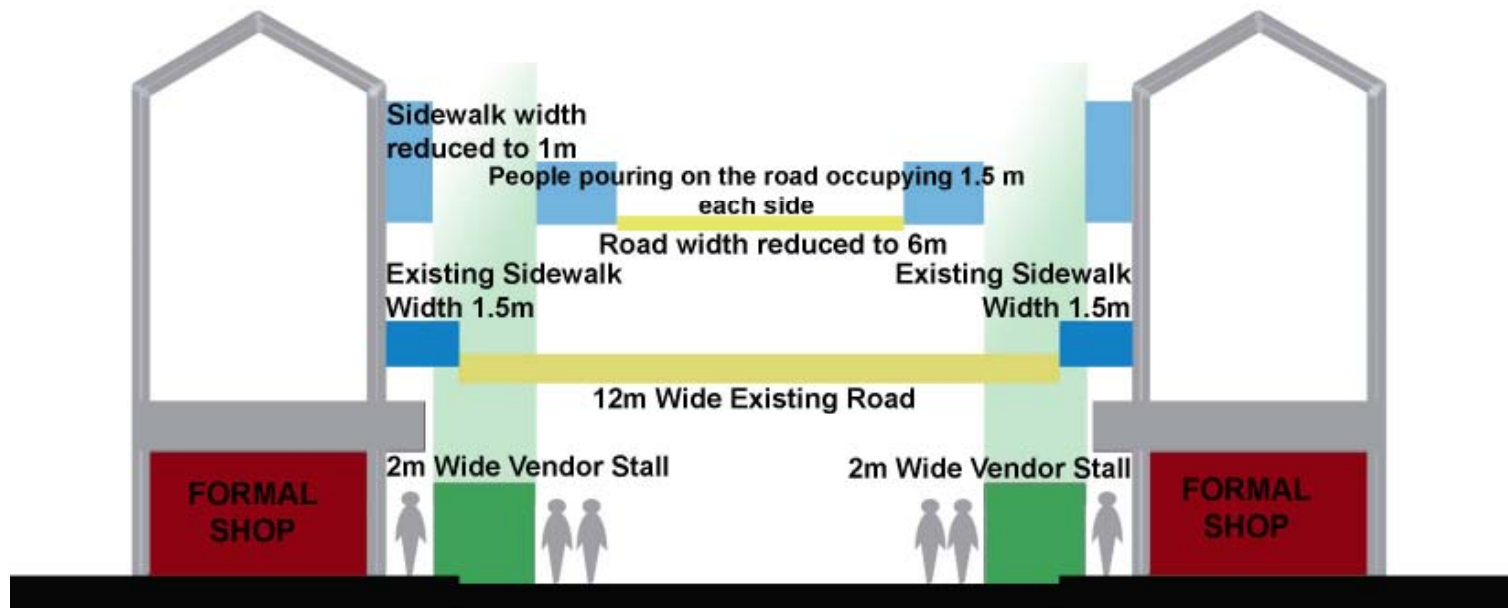 Sidewalk width
reduced to 1m
People pouring on the road occupying 1.5 m
each side
Road width reduced to 6m
Existing Sidewalk
Width 1.5m
Existing Sidewalk
Width 1.5m
12m Wide Existing Road
2m Wide Vendor Stall
2m Wide Vendor Stall
FORMAL
SHOP
FORMAL
SHOP